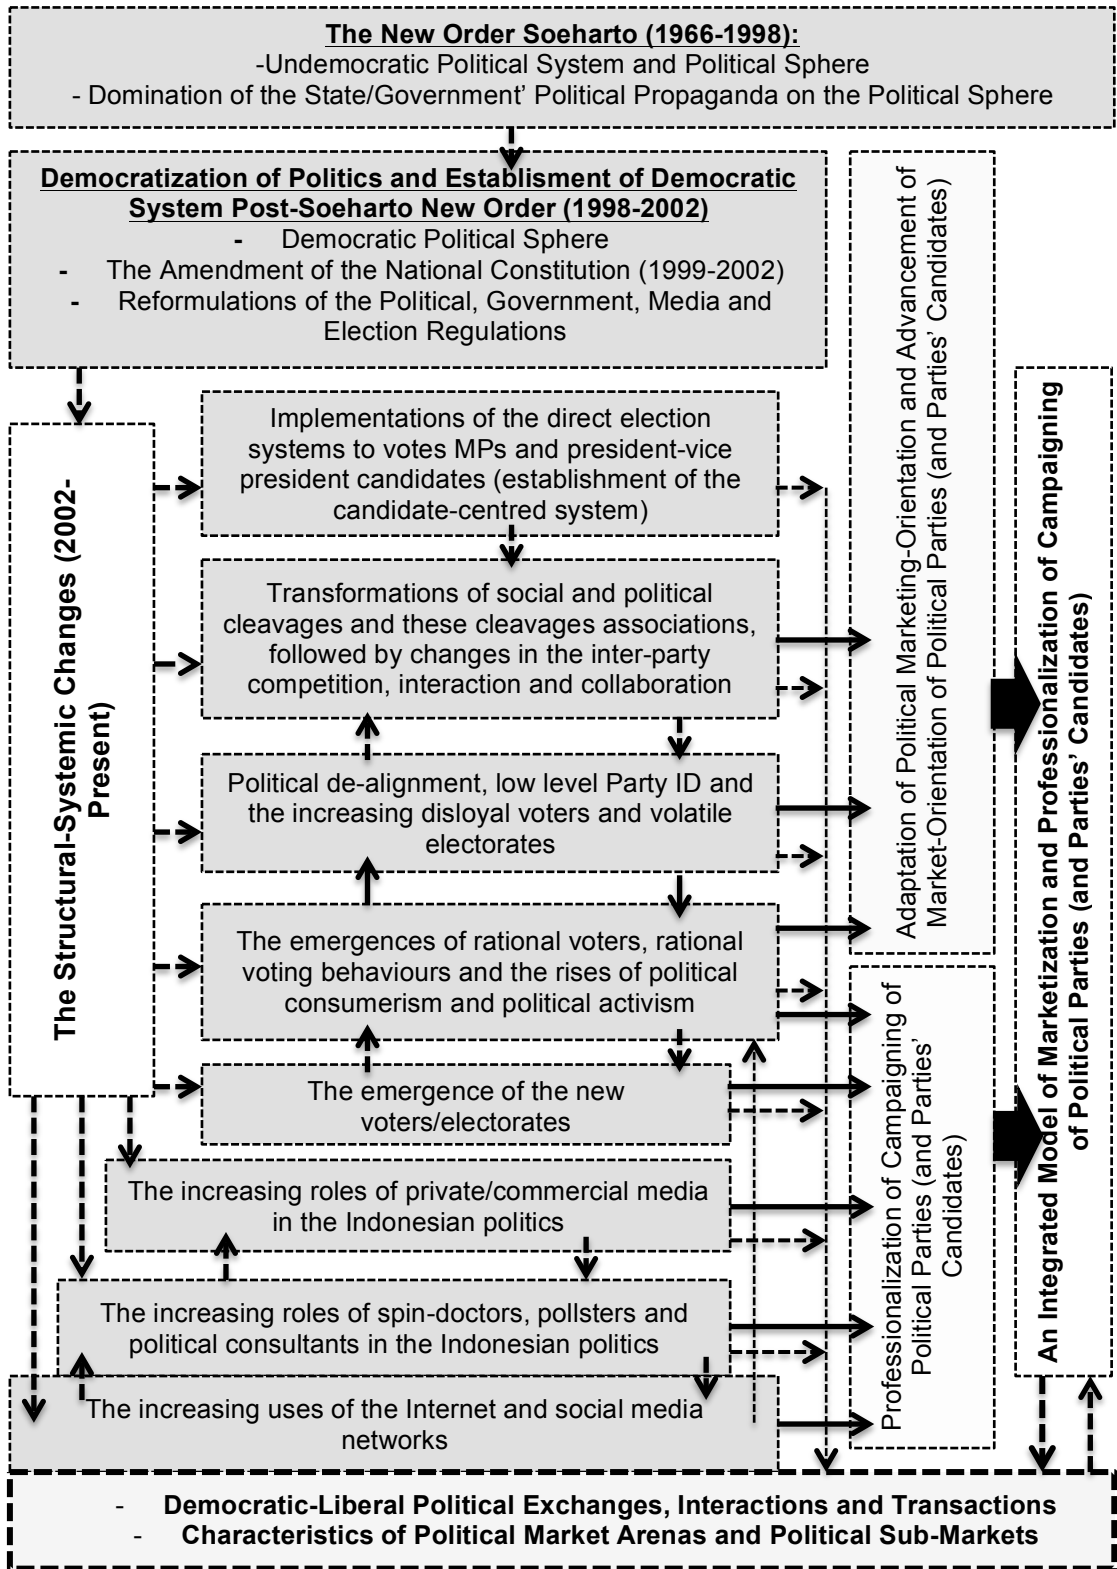 The New Order Soeharto (1966-1998):
-Undemocratic Political System and Political Sphere
- Domination of the State/Government' Political Propaganda on the Political Sphere
Democratization of Politics and Establisment of Democratic
System Post-Soeharto New Order (1998-2002)
- Democratic Political Sphere
- The Amendment of the National Constitution (1999-2002)
- Reformulations of the Political, Government, Media and
Election Regulations
The Structural-Systemic Changes (2002-
Present)
Implementations of the direct election
systems to votes MPs and president-vice
president candidates (establishment of the
candidate-centred system)
Transformations of social and political
cleavages and these cleavages associations,
followed by changes in the inter-party
competition, interaction and collaboration
Political de-alignment, low level Party ID and
the increasing disloyal voters and volatile
electorates
The emergences of rational voters, rational
voting behaviours and the rises of political
consumerism and political activism
The emergence of the new
voters/electorates
The increasing roles of private/commercial media
in the Indonesian politics
The increasing roles of spin-doctors, pollsters and
political consultants in the Indonesian politics
The increasing uses of the Internet and social media
networks
Adaptation of Political Marketing-Orientation and Advancement of
Market-Orientation of Political Parties (and Parties' Candidates)
Professionalization of Campaigning of
Political Parties (and Parties'
Candidates)
An Integrated Model of Marketization and Professionalization of Campaigning
of Political Parties (and Parties' Candidates)
- Democratic-Liberal Political Exchanges, Interactions and Transactions
- Characteristics of Political Market Arenas and Political Sub-Markets